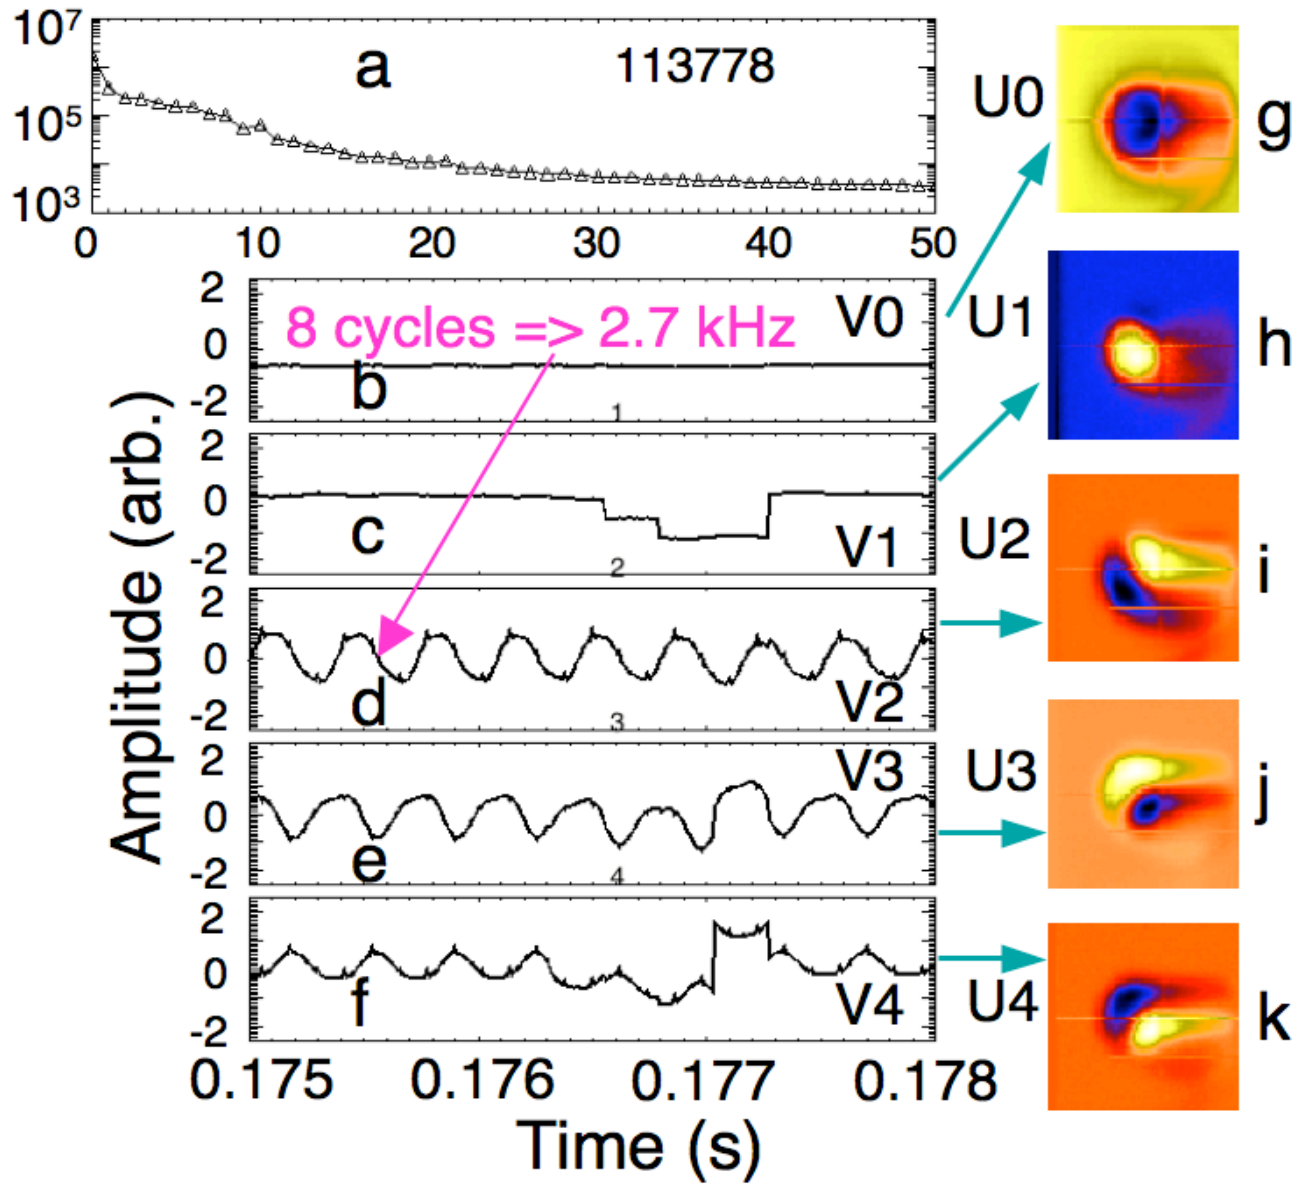 10⁷
10⁵
10³
a
113778
0 10 20 30 40 50
U0
g
2
0
-2
8 cycles => 2.7 kHz
V0
b
1
U1
h
2
0
-2
c
V1
2
U2
i
2
0
-2
d
V2
3
2
0
-2
V3
e
4
U3
j
2
0
-2
f
V4
U4
k
Amplitude (arb.)
0.175 0.176 0.177 0.178
Time (s)